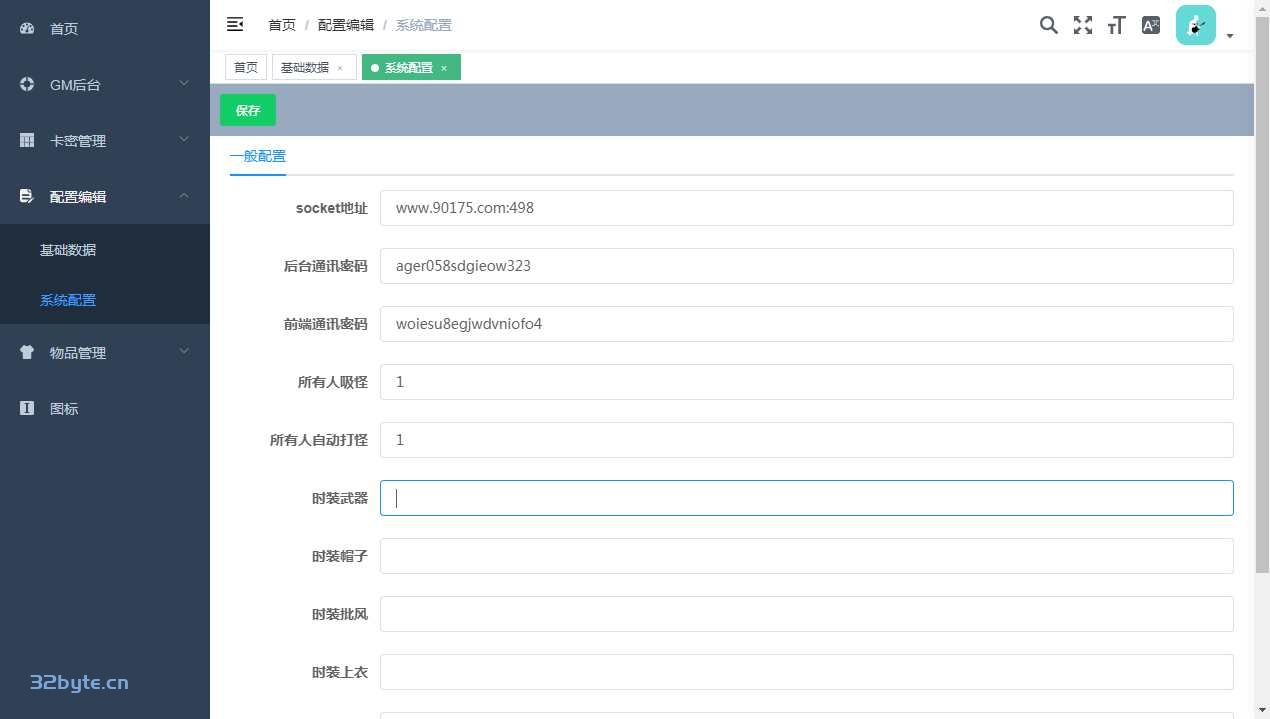 首页
GM后台
卡密管理
配置编辑
基础数据
系统配置
物品管理
图标
32byte.cn
首页 / 配置编辑 / 系统配置
首页 基础数据 × 系统配置 ×
保存
一般配置
socket地址 www.90175.com:498
后台通讯密码 ager058sdgieow323
前端通讯密码 woiesu8egjwdvniofo4
所有人吸怪 1
所有人自动打怪 1
时装武器
时装帽子
时装批风
时装上衣